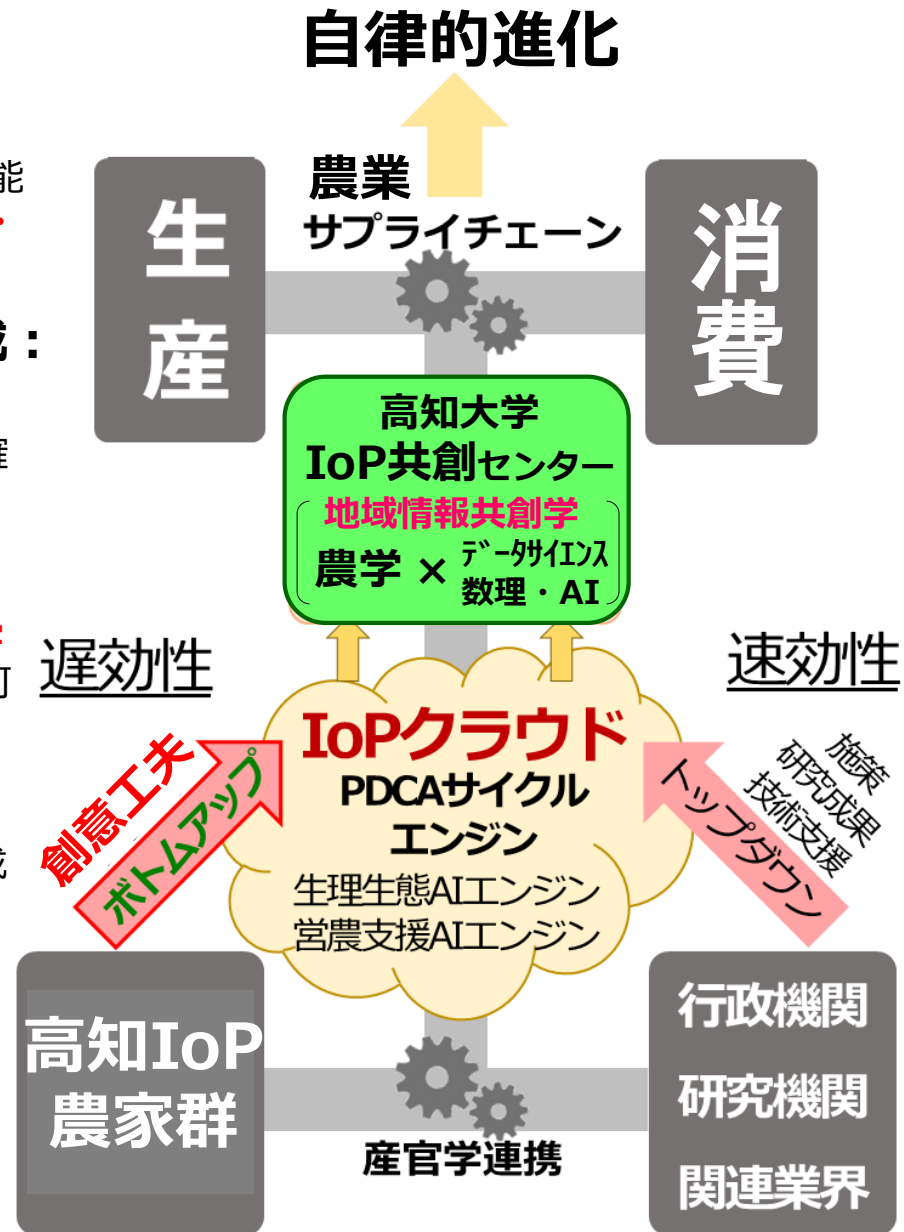 自律的進化
能
農業
サプライチェーン
生
産
消
費
：
高知大学
IoP共創センター
地域情報共創学
農学 × データサイエンス
数理・AI
遅効性
速効性
IoPクラウド
PDCAサイクル
エンジン
生理生態AIエンジン
営農支援AIエンジン
創意工夫
ボトムアップ
トップダウン
施策
研究成果
技術支援
高知IoP
農家群
行政機関
研究機関
関連業界
産官学連携